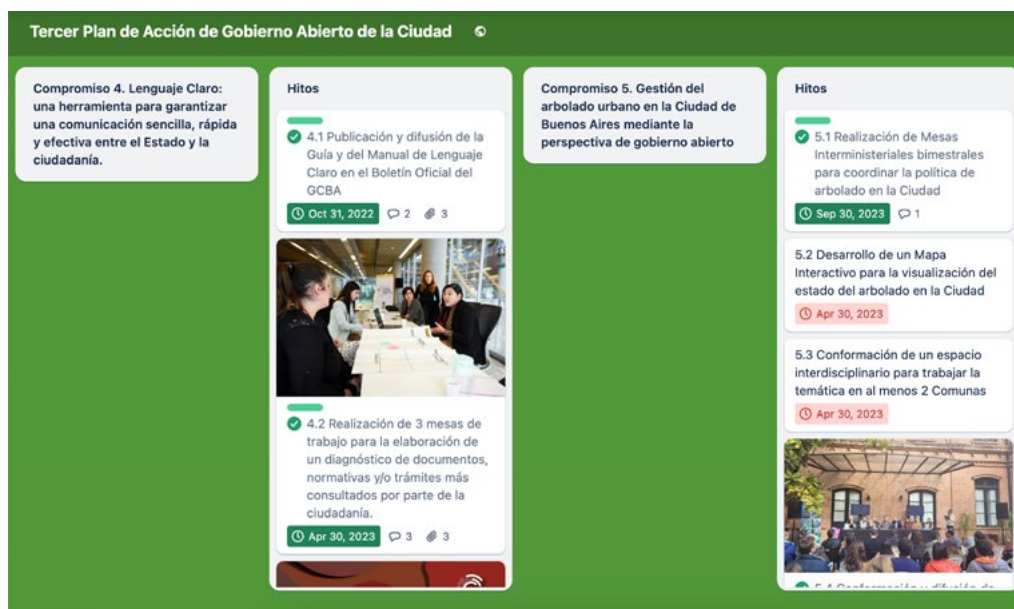 Tercer Plan de Acción de Gobierno Abierto de la Ciudad
Compromiso 4. Lenguaje Claro:
una herramienta para garantizar
una comunicación sencilla, rápida
y efectiva entre el Estado y la
ciudadanía.
Hitos
4.1 Publicación y difusión de la
Guía y del Manual de Lenguaje
Claro en el Boletín Oficial del
GCBA
Oct 31, 2022 2 3
4.2 Realización de 3 mesas de
trabajo para la elaboración de
un diagnóstico de documentos,
normativas y/o trámites más
consultados por parte de la
ciudadanía.
Apr 30, 2023 3 3
Compromiso 5. Gestión del
arbolado urbano en la Ciudad de
Buenos Aires mediante la
perspectiva de gobierno abierto
Hitos
5.1 Realización de Mesas
Interministeriales bimestrales
para coordinar la política de
arbolado en la Ciudad
Sep 30, 2023 1
5.2 Desarrollo de un Mapa
Interactivo para la visualización del
estado del arbolado en la Ciudad
Apr 30, 2023
5.3 Conformación de un espacio
interdisciplinario para trabajar la
temática en al menos 2 Comunas
Apr 30, 2023
5.4 Conformación y difusión de